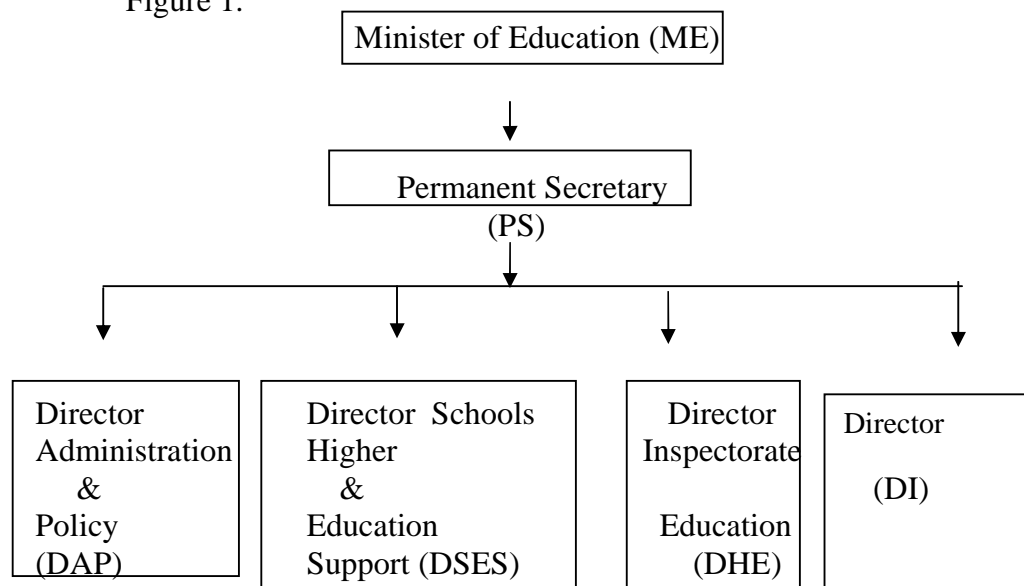 Figure 1.
Minister of Education (ME)
Permanent Secretary
(PS)
Director
Administration
&
Policy
(DAP)
Director Schools
Higher
&
Education
Support (DSES)
Director
Inspectorate
Education
(DHE)
Director
(DI)